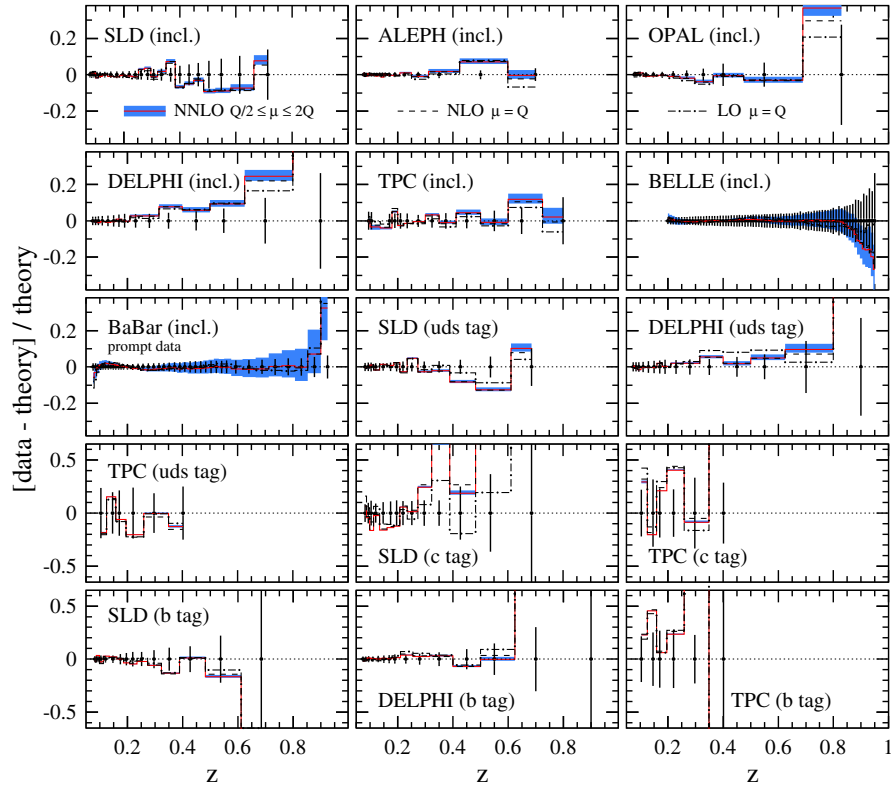 SLD (incl.)
ALEPH (incl.)
OPAL (incl.)
0.2
0
-0.2
NNLO Q/2 ≤ μ ≤ 2Q
NLO μ = Q
LO μ = Q
DELPHI (incl.)
TPC (incl.)
BELLE (incl.)
0.2
0
-0.2
BaBar (incl.)
prompt data
SLD (uds tag)
DELPHI (uds tag)
0.2
0
-0.2
[data - theory] / theory
TPC (uds tag)
SLD (c tag)
TPC (c tag)
0.5
0
-0.5
SLD (b tag)
DELPHI (b tag)
TPC (b tag)
0.5
0
-0.5
0.2 0.4 0.6 0.8
0.2 0.4 0.6 0.8
0.2 0.4 0.6 0.8 1
z
z
z